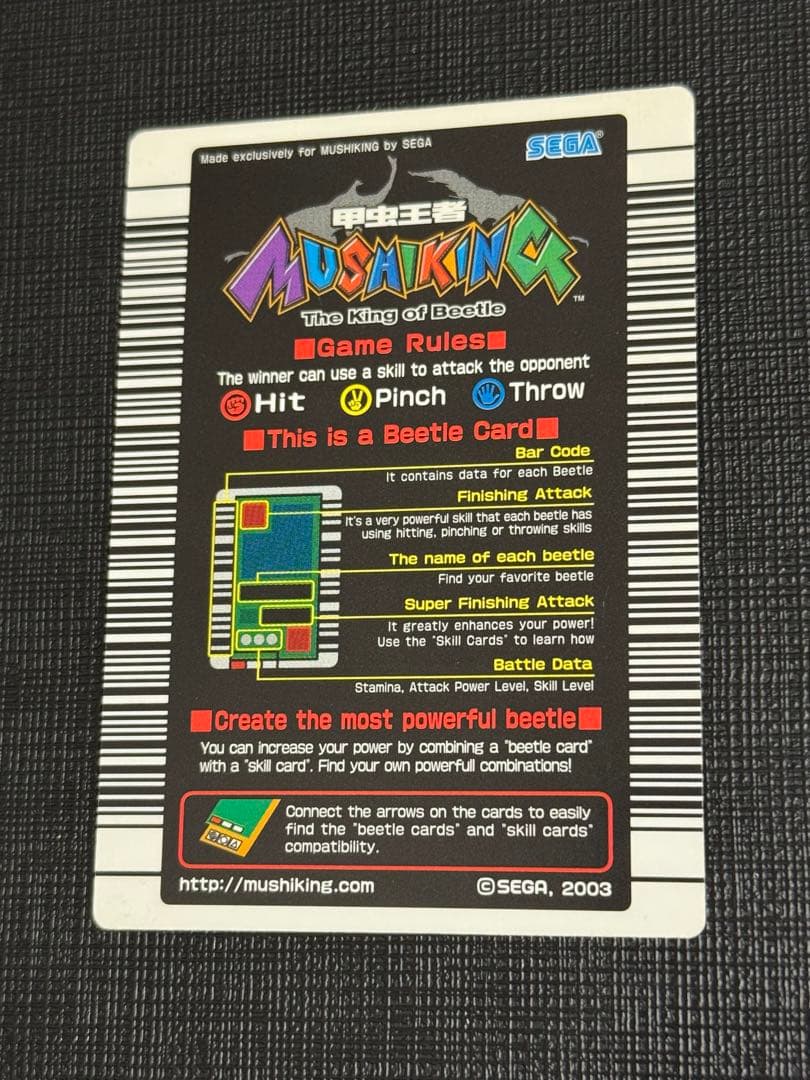 Made exclusively for MUSHIKING by SEGA
SEGA®
甲虫王者
MUSHIKING
TM
The King of Beetle
■Game Rules■
The winner can use a skill to attack the opponent
Hit Pinch Throw
■This is a Beetle Card■
Bar Code
It contains data for each Beetle
Finishing Attack
It's a very powerful skill that each beetle has
using hitting, pinching or throwing skills
The name of each beetle
Find your favorite beetle
Super Finishing Attack
It greatly enhances your power!
Use the "Skill Cards" to learn how
Battle Data
Stamina, Attack Power Level, Skill Level
■Create the most powerful beetle■
You can increase your power by combining a "beetle card"
with a "skill card". Find your own powerfull combinations!
Connect the arrows on the cards to easily
find the "beetle cards" and "skill cards"
compatibility.
http://mushiking.com
©SEGA, 2003